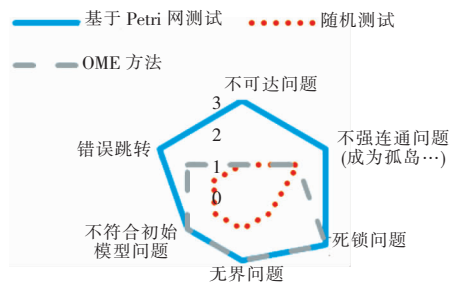 基于 Petri 网测试
随机测试
OME 方法
不可达问题
3
2
1
0
不强连通问题
(成为孤岛…)
错误跳转
不符合初始
模型问题
死锁问题
无界问题